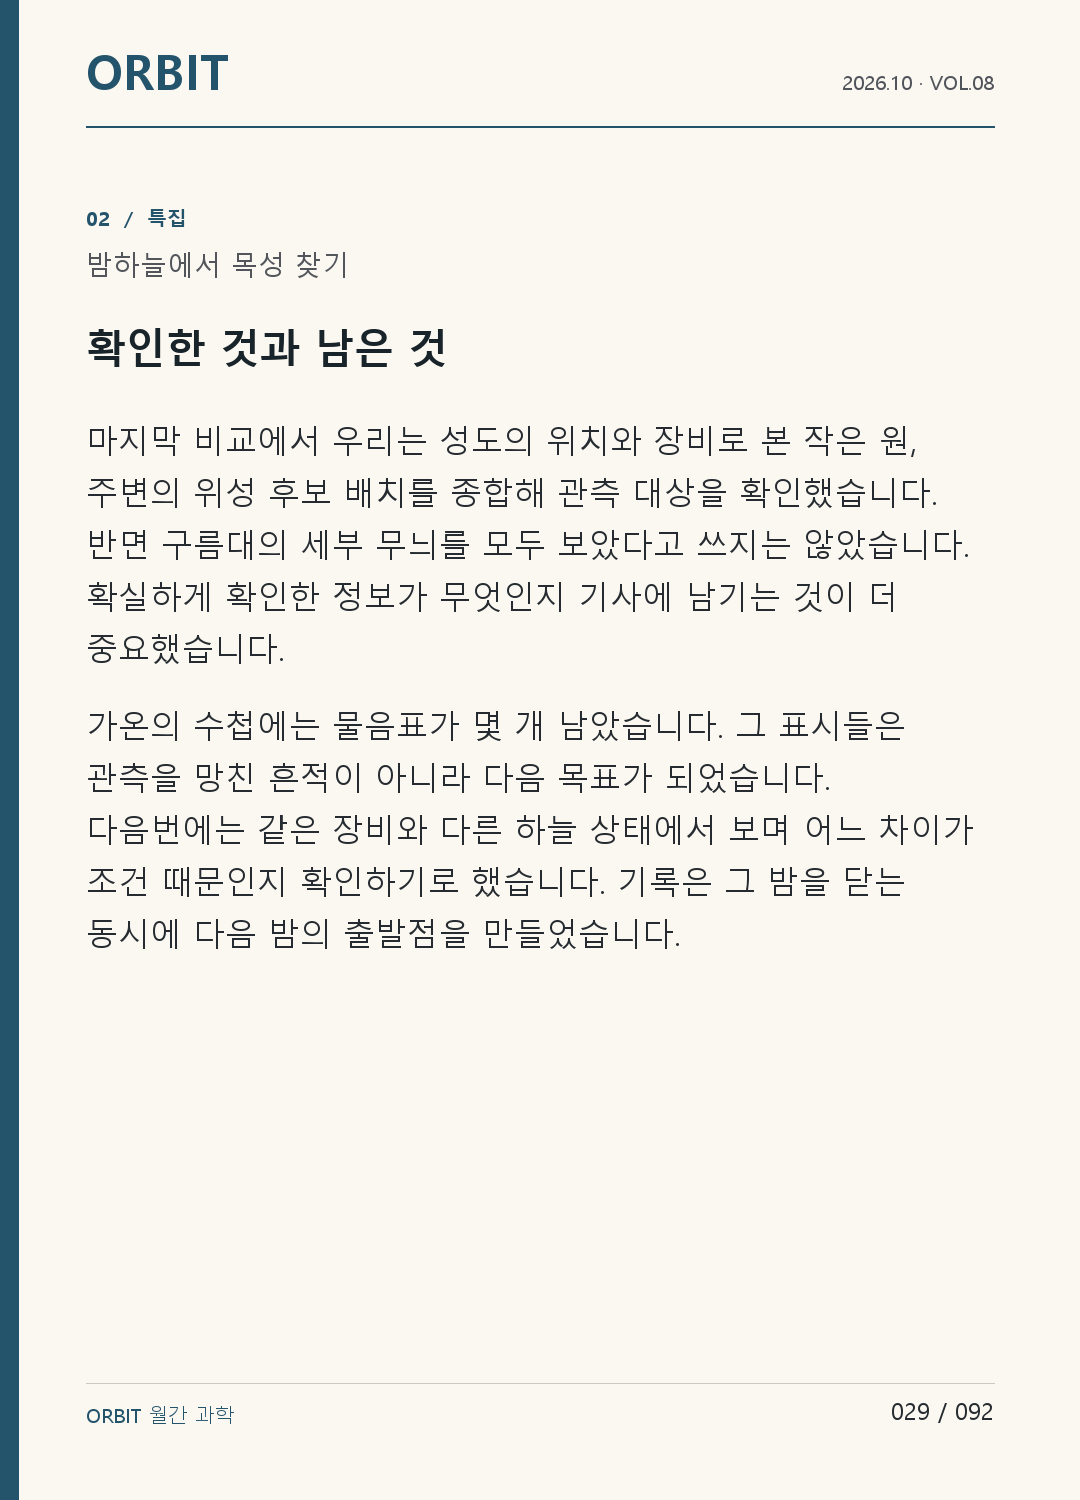 ORBIT
2026.10 · VOL.08
02 / 특집
밤하늘에서 목성 찾기
확인한 것과 남은 것
마지막 비교에서 우리는 성도의 위치와 장비로 본 작은 원,
주변의 위성 후보 배치를 종합해 관측 대상을 확인했습니다.
반면 구름대의 세부 무늬를 모두 보았다고 쓰지는 않았습니다.
확실하게 확인한 정보가 무엇인지 기사에 남기는 것이 더
중요했습니다.
가온의 수첩에는 물음표가 몇 개 남았습니다. 그 표시들은
관측을 망친 흔적이 아니라 다음 목표가 되었습니다.
다음번에는 같은 장비와 다른 하늘 상태에서 보며 어느 차이가
조건 때문인지 확인하기로 했습니다. 기록은 그 밤을 닫는
동시에 다음 밤의 출발점을 만들었습니다.
ORBIT 월간 과학
029 / 092